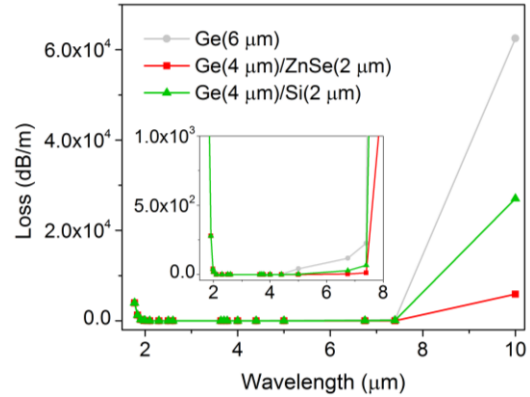 6.0x10⁴
4.0x10⁴
2.0x10⁴
0.0
Loss (dB/m)
Ge(6 μm)
Ge(4 μm)/ZnSe(2 μm)
Ge(4 μm)/Si(2 μm)
1.0x10³
5.0x10²
0.0
2 4 6 8
2 4 6 8 10
Wavelength (μm)